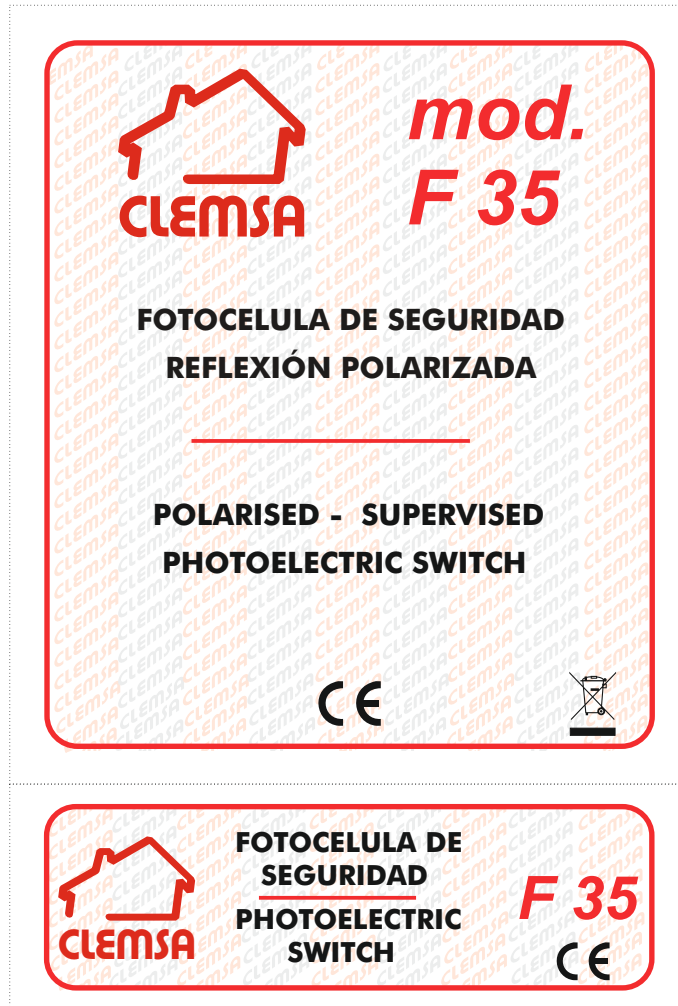 CLEMSA
mod.
F 35
FOTOCELULA DE SEGURIDAD
REFLEXIÓN POLARIZADA
POLARISED - SUPERVISED
PHOTOELECTRIC SWITCH
CE
CLEMSA
FOTOCELULA DE
SEGURIDAD
PHOTOELECTRIC
SWITCH
F 35
CE